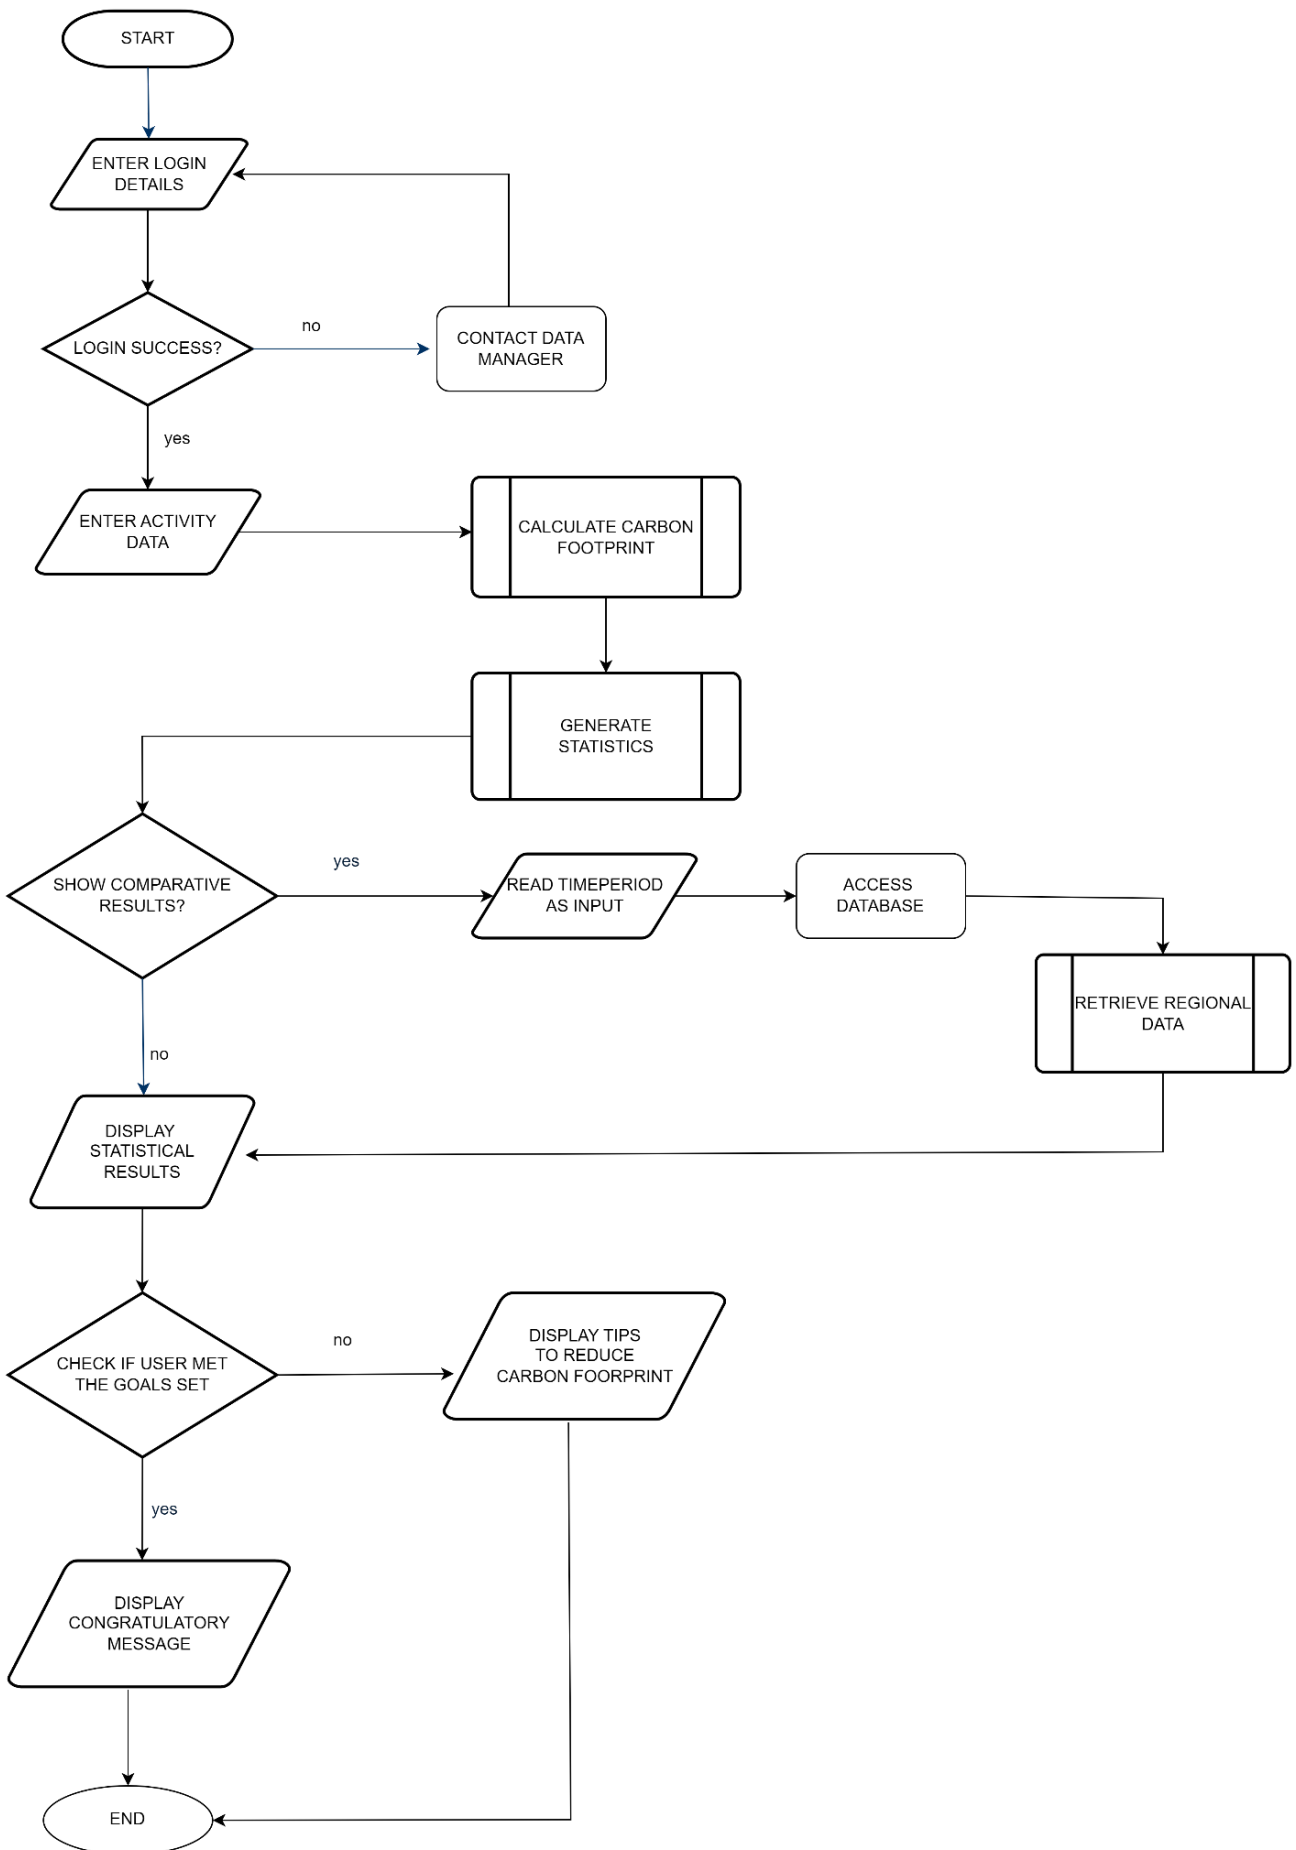 START
ENTER LOGIN
DETAILS
LOGIN SUCCESS?
no
CONTACT DATA
MANAGER
yes
ENTER ACTIVITY
DATA
CALCULATE CARBON
FOOTPRINT
GENERATE
STATISTICS
SHOW COMPARATIVE
RESULTS?
yes
READ TIMEPERIOD
AS INPUT
ACCESS
DATABASE
RETRIEVE REGIONAL
DATA
no
DISPLAY
STATISTICAL
RESULTS
CHECK IF USER MET
THE GOALS SET
no
DISPLAY TIPS
TO REDUCE
CARBON FOORPRINT
yes
DISPLAY
CONGRATULATORY
MESSAGE
END